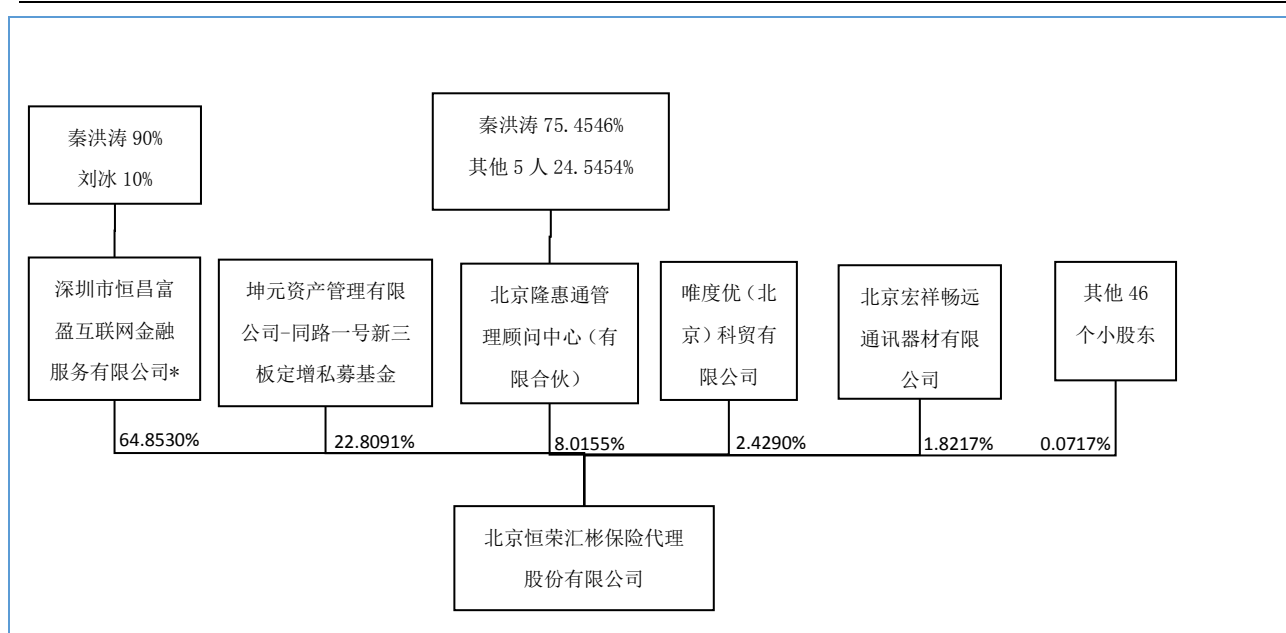 秦洪涛 90%
刘冰 10%
秦洪涛 75.4546%
其他 5 人 24.5454%
深圳市恒昌富
盈互联网金融
服务有限公司*
坤元资产管理有限
公司-同路一号新三
板定增私募基金
北京隆惠通管
理顾问中心（有
限合伙）
唯度优（北
京）科贸有
限公司
北京宏祥畅远
通讯器材有限
公司
其他 46
个小股东
64.8530%
22.8091%
8.0155%
2.4290%
1.8217%
0.0717%
北京恒荣汇彬保险代理
股份有限公司